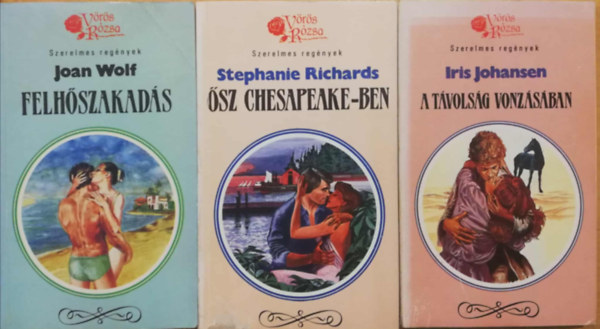 Vörös
Rózsa
Szerelmes regények
Joan Wolf
FELHŐSZAKADÁS
Vörös
Rózsa
Szerelmes regények
Stephanie Richards
ŐSZ CHESAPEAKE-BEN
Vörös
Rózsa
Szerelmes regények
Iris Johansen
A TÁVOLSÁG VONZÁSÁBAN